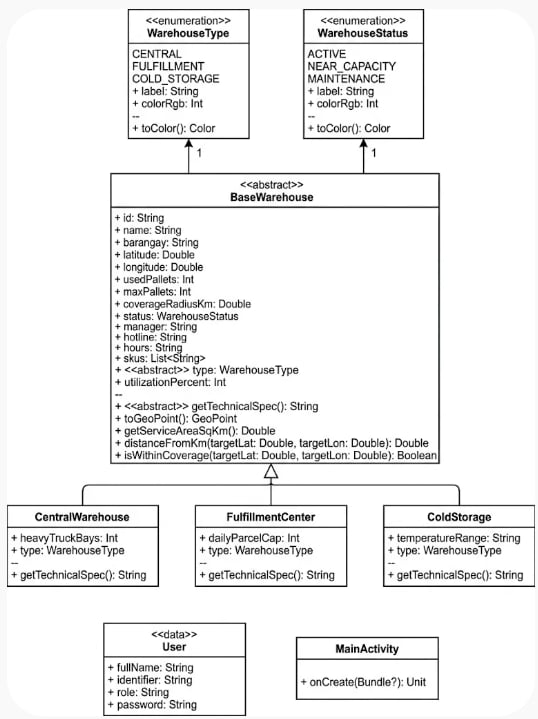 <<enumeration>>
WarehouseType
CENTRAL
FULFILLMENT
COLD_STORAGE
+ label: String
+ colorRgb: Int
--
+ toColor(): Color
<<enumeration>>
WarehouseStatus
ACTIVE
NEAR_CAPACITY
MAINTENANCE
+ label: String
+ colorRgb: Int
--
+ toColor(): Color
1
1
<<abstract>>
BaseWarehouse
+ id: String
+ name: String
+ barangay: String
+ latitude: Double
+ longitude: Double
+ usedPallets: Int
+ maxPallets: Int
+ coverageRadiusKm: Double
+ status: WarehouseStatus
+ manager: String
+ hotline: String
+ hours: String
+ skus: List<String>
+ <<abstract>> type: WarehouseType
+ utilizationPercent: Int
--
+ <<abstract>> getTechnicalSpec(): String
+ toGeoPoint(): GeoPoint
+ getServiceAreaSqKm(): Double
+ distanceFromKm(targetLat: Double, targetLon: Double): Double
+ isWithinCoverage(targetLat: Double, targetLon: Double): Boolean
CentralWarehouse
+ heavyTruckBays: Int
+ type: WarehouseType
--
+ getTechnicalSpec(): String
FulfillmentCenter
+ dailyParcelCap: Int
+ type: WarehouseType
--
+ getTechnicalSpec(): String
ColdStorage
+ temperatureRange: String
+ type: WarehouseType
--
+ getTechnicalSpec(): String
<<data>>
User
+ fullName: String
+ identifier: String
+ role: String
+ password: String
MainActivity
+ onCreate(Bundle?): Unit